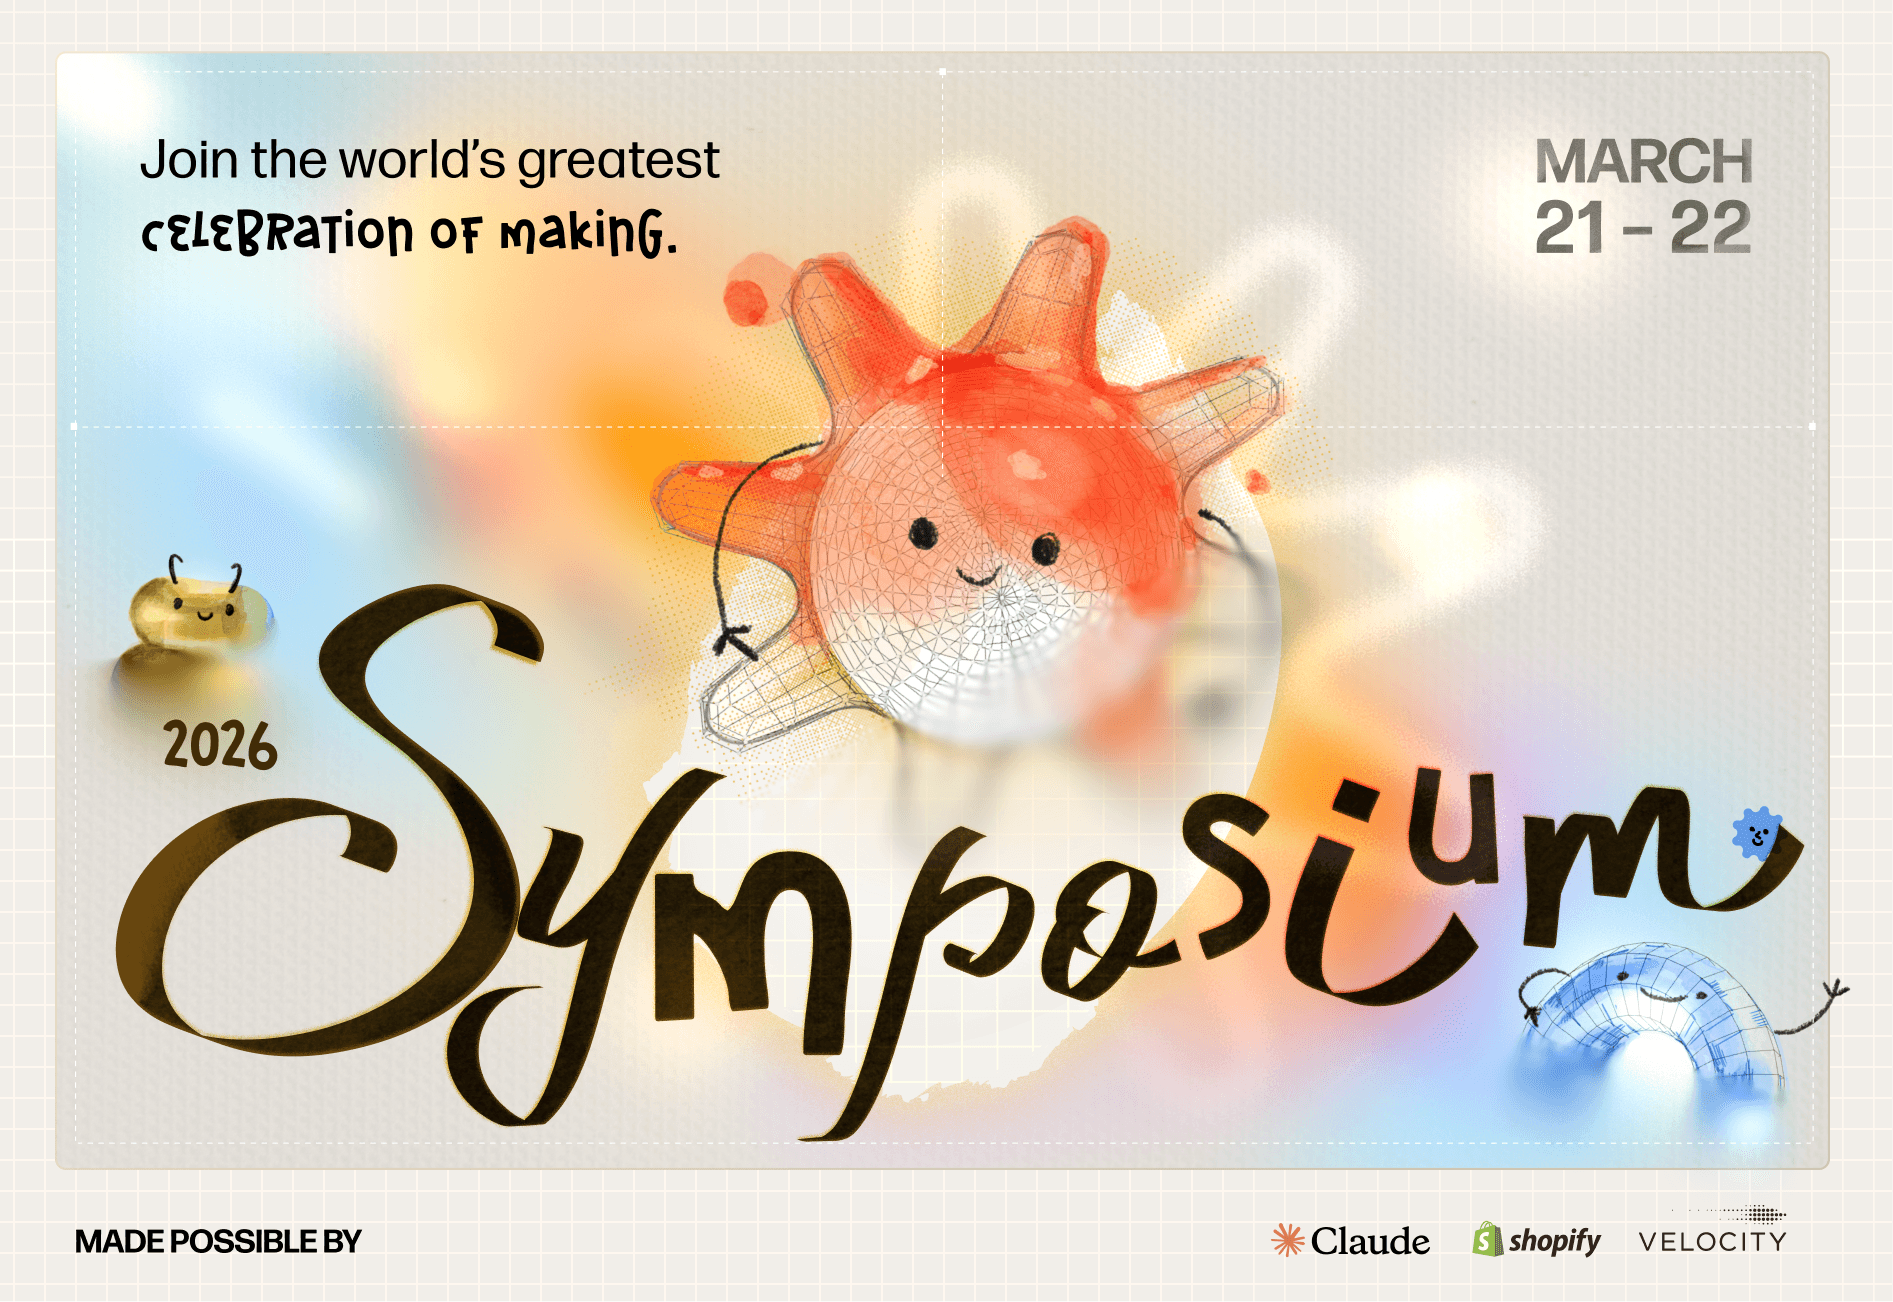 Join the world's greatest
CELEBRATION OF MAKING.
MARCH
21 – 22
2026
Symposium
MADE POSSIBLE BY
Claude
shopify
VELOCITY